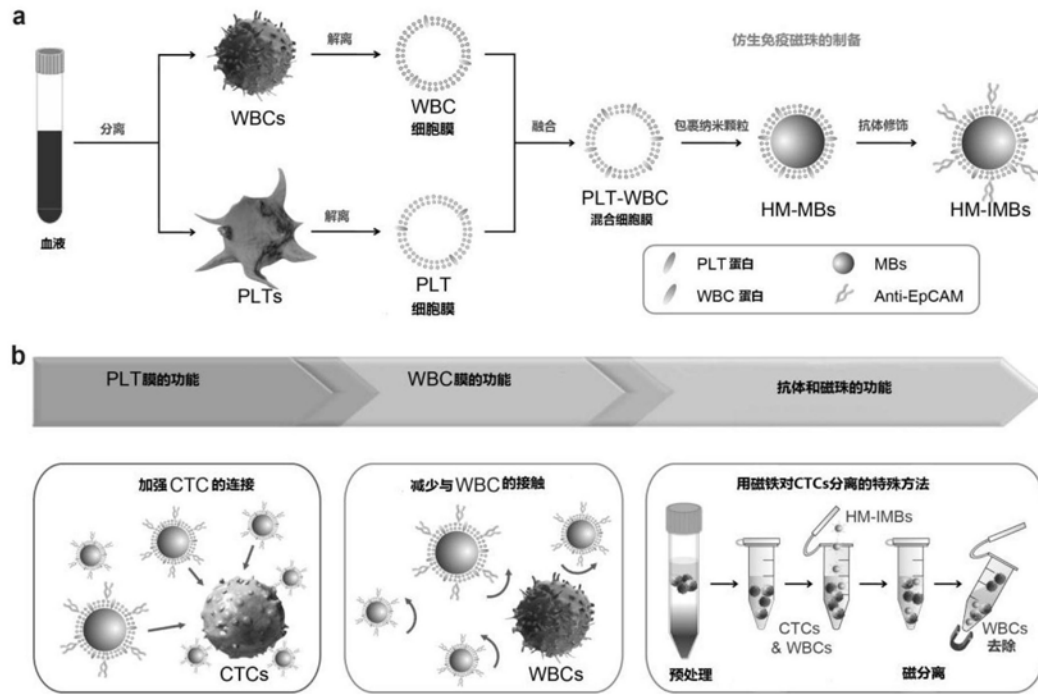 a
仿生免疫磁珠的制备
解离
WBCs
WBC
细胞膜
分离
融合
包裹纳米颗粒
抗体修饰
血液
PLT-WBC
混合细胞膜
HM-MBs
HM-IMBs
解离
PLTs
PLT
细胞膜
PLT 蛋白
MBs
WBC 蛋白
Anti-EpCAM
b
PLT膜的功能
WBC膜的功能
抗体和磁珠的功能
加强CTC的连接
CTCs
减少与WBC的接触
WBCs
用磁铁对CTCs分离的特殊方法
HM-IMBs
CTCs
& WBCs
WBCs
去除
预处理
磁分离